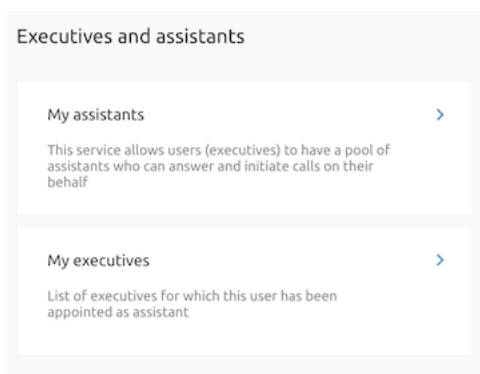 Executives and assistants
My assistants
This service allows users (executives) to have a pool of
assistants who can answer and initiate calls on their
behalf
My executives
List of executives for which this user has been
appointed as assistant